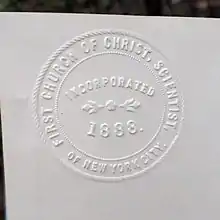 FIRST CHURCH OF CHRIST, SCIENTIST,
OF NEW YORK CITY.
INCORPORATED
1888.